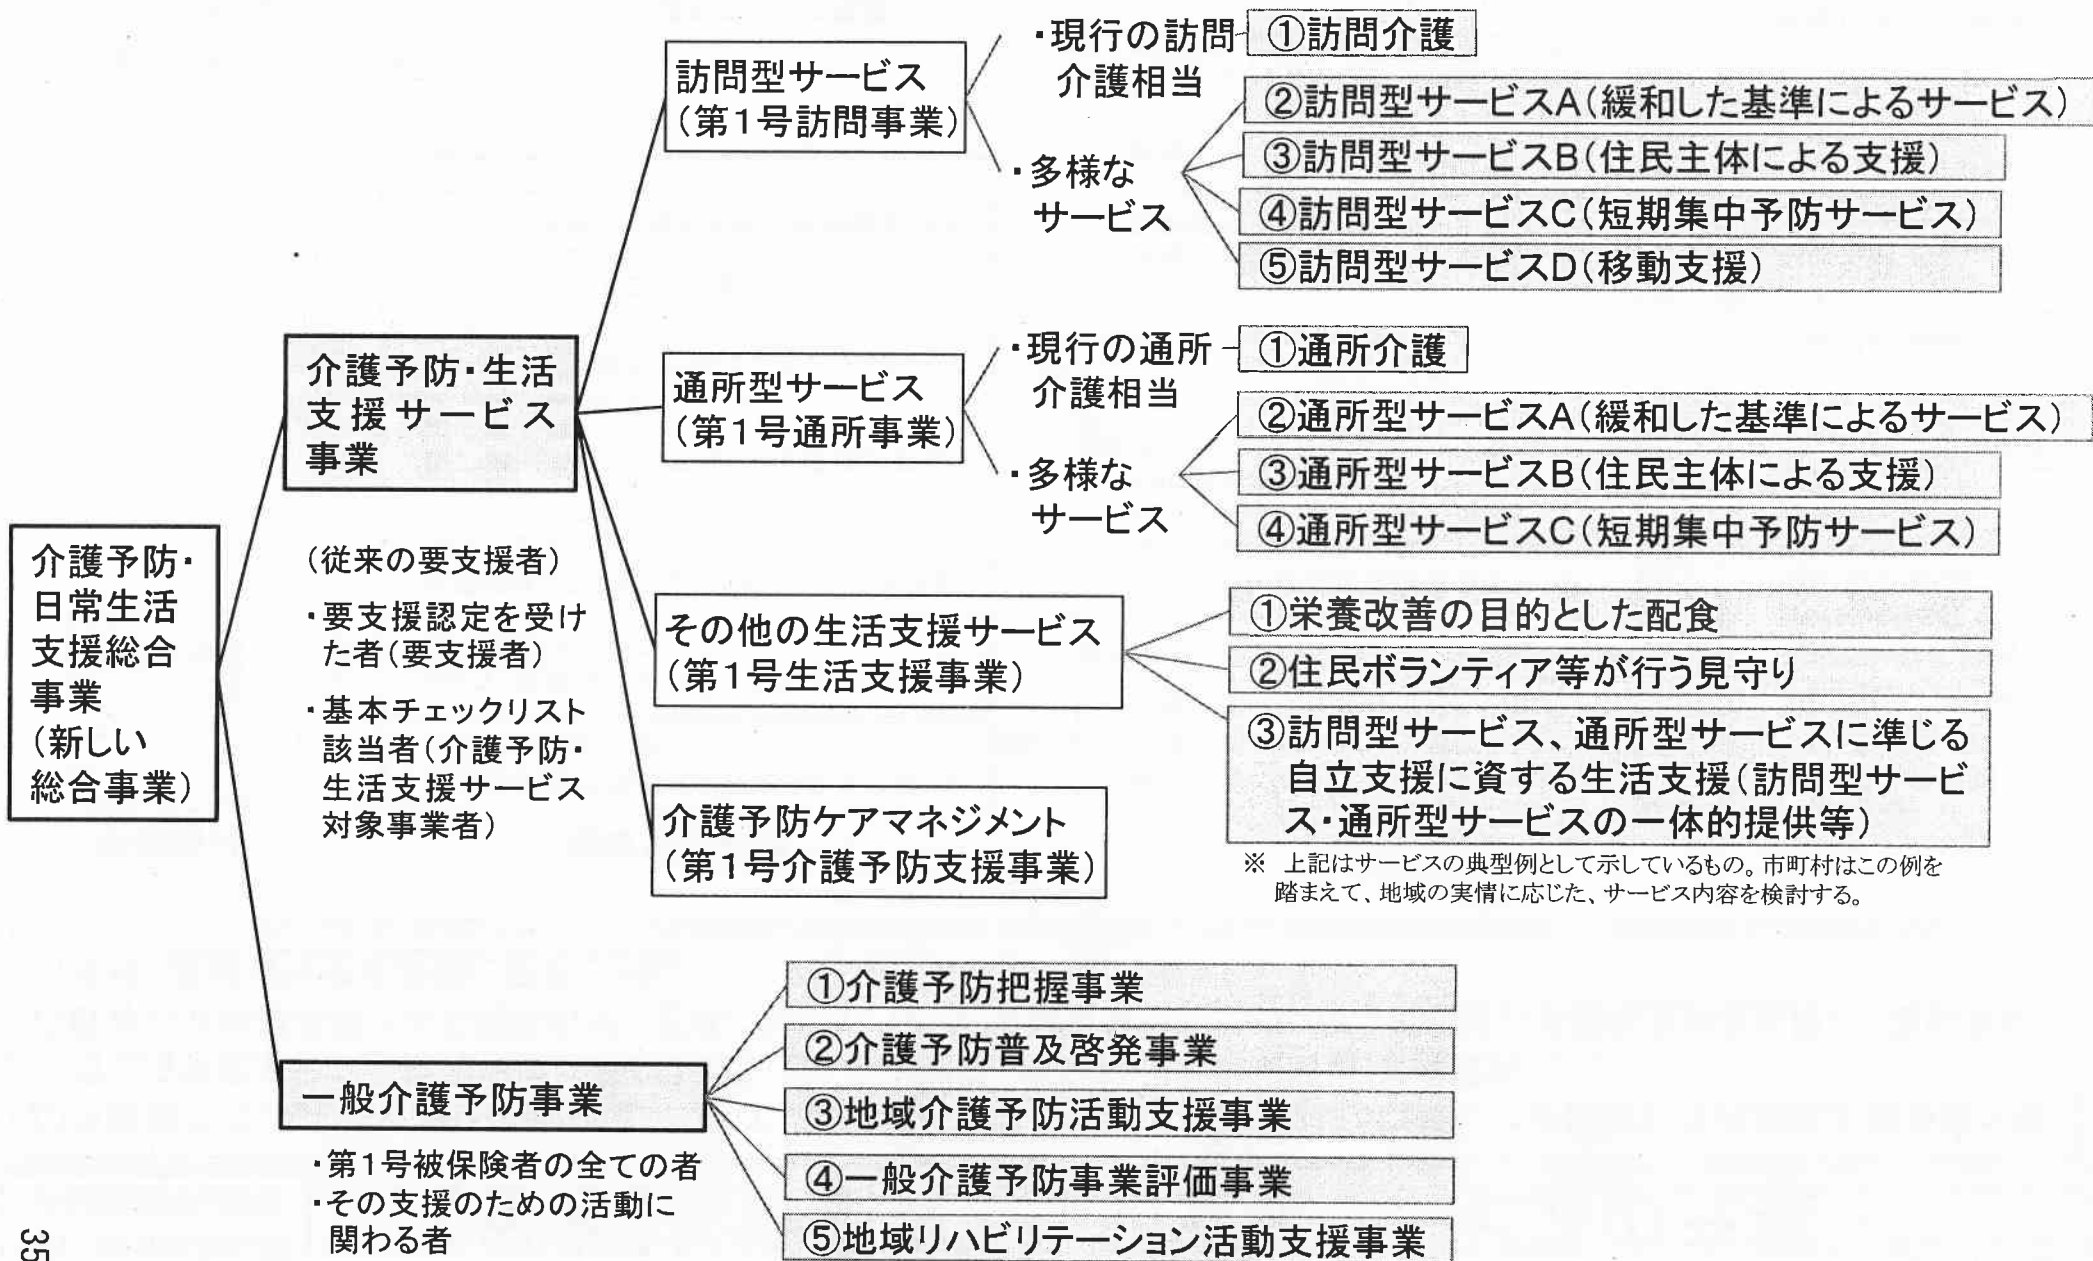 介護予防・
日常生活
支援総合
事業
（新しい
総合事業）
介護予防・生活
支援サービス
事業
（従来の要支援者）
・要支援認定を受け
た者（要支援者）
・基本チェックリスト
該当者（介護予防・
生活支援サービス
対象事業者）
訪問型サービス
（第1号訪問事業）
・現行の訪問
介護相当
①訪問介護
・多様な
サービス
②訪問型サービスA（緩和した基準によるサービス）
③訪問型サービスB（住民主体による支援）
④訪問型サービスC（短期集中予防サービス）
⑤訪問型サービスD（移動支援）
通所型サービス
（第1号通所事業）
・現行の通所
介護相当
①通所介護
・多様な
サービス
②通所型サービスA（緩和した基準によるサービス）
③通所型サービスB（住民主体による支援）
④通所型サービスC（短期集中予防サービス）
その他の生活支援サービス
（第1号生活支援事業）
①栄養改善の目的とした配食
②住民ボランティア等が行う見守り
③訪問型サービス、通所型サービスに準じる
自立支援に資する生活支援（訪問型サービ
ス・通所型サービスの一体的提供等）
※ 上記はサービスの典型例として示しているもの。市町村はこの例を
踏まえて、地域の実情に応じた、サービス内容を検討する。
介護予防ケアマネジメント
（第1号介護予防支援事業）
一般介護予防事業
・第1号被保険者の全ての者
・その支援のための活動に
関わる者
①介護予防把握事業
②介護予防普及啓発事業
③地域介護予防活動支援事業
④一般介護予防事業評価事業
⑤地域リハビリテーション活動支援事業
35